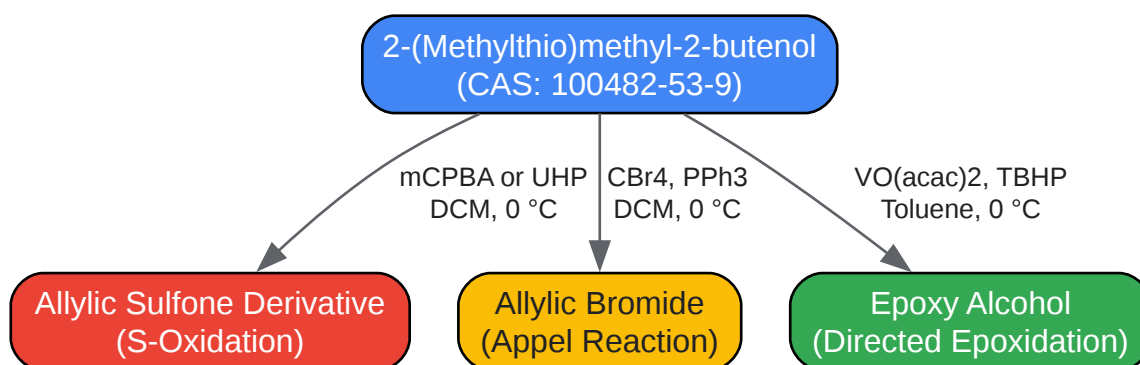 2-(Methylthio)methyl-2-butenol
(CAS: 100482-53-9)
mCPBA or UHP
DCM, 0 °C
CBr4, PPh3
DCM, 0 °C
VO(acac)2, TBHP
Toluene, 0 °C
Allylic Sulfone Derivative
(S-Oxidation)
Allylic Bromide
(Appel Reaction)
Epoxy Alcohol
(Directed Epoxidation)